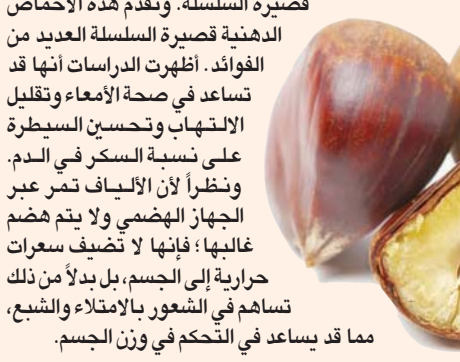 قصيرة السلسلة. وتقدم هذه الأحماض
الدهنية قصيرة السلسلة العديد من
الفوائد. أظهرت الدراسات أنها قد
تساعد في صحة الأمعاء وتقليل
الالتهاب وتحسين السيطرة
على نسبة السكر في الدم.
ونظراً لأن الألياف تمر عبر
الجهاز الهضمي ولا يتم هضم
غالبها؛ فإنها لا تضيف سعرات
حرارية إلى الجسم، بل بدلاً من ذلك
تساهم في الشعور بالامتلاء والشبع،
مما قد يساعد في التحكم في وزن الجسم.